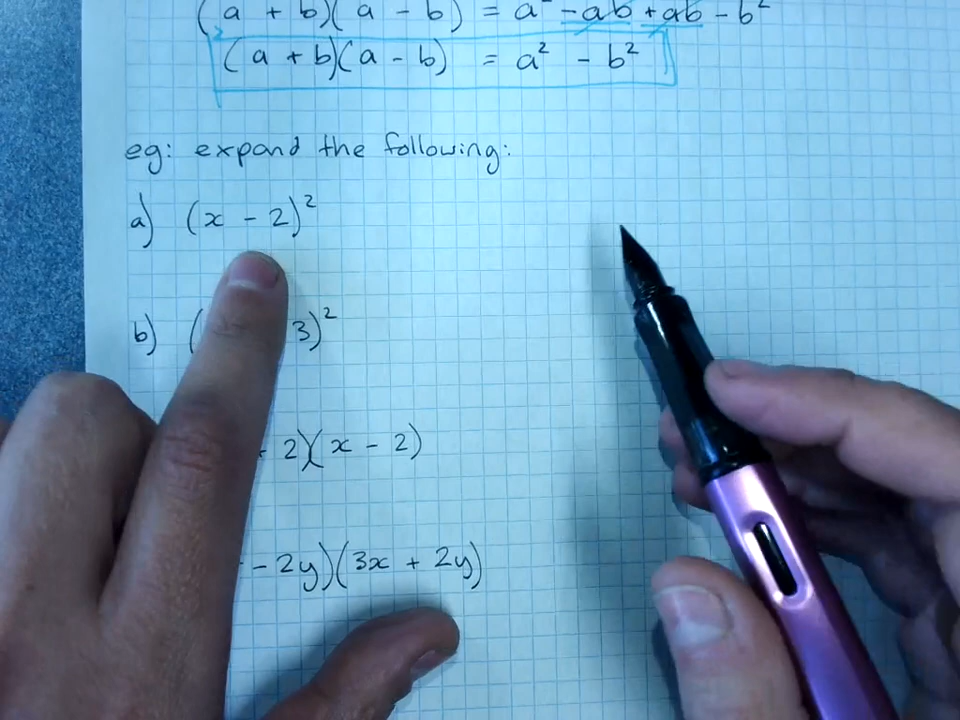 (a + b)(a - b) = a² - ab + ab - b²
(a + b)(a - b) = a² - b²
eg: expand the following:
a) (x - 2)²
b) ( 3)²
2)(x - 2)
- 2y)(3x + 2y)